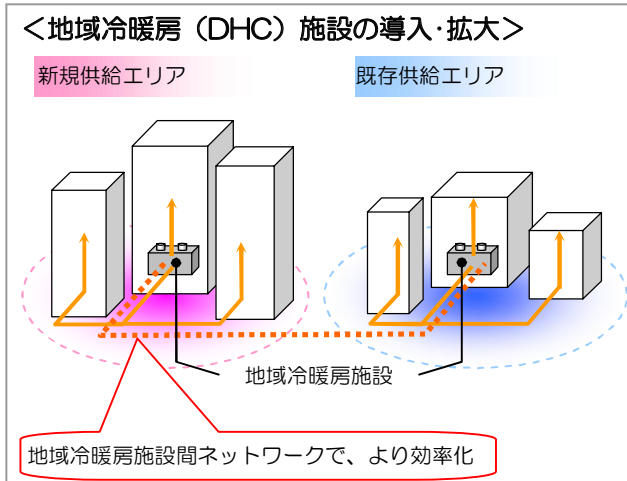 ＜地域冷暖房（DHC）施設の導入・拡大＞
新規供給エリア
既存供給エリア
地域冷暖房施設
地域冷暖房施設間ネットワークで、より効率化